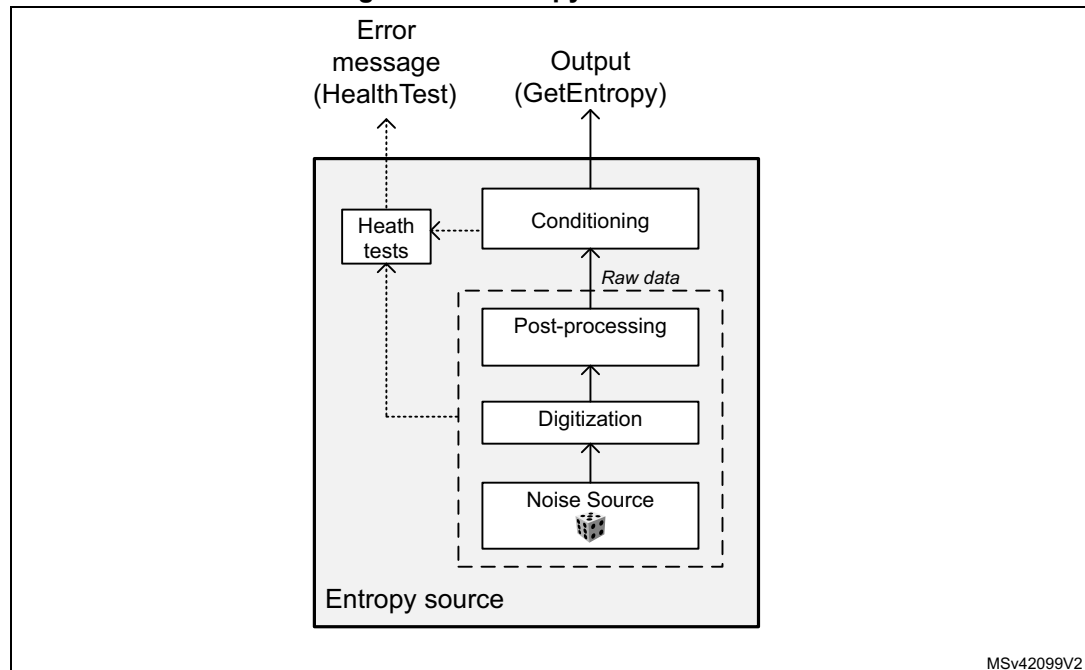 Error
message
(HealthTest)
Output
(GetEntropy)
Heath
tests
Conditioning
Raw data
Post-processing
Digitization
Noise Source
Entropy source
MSv42099V2